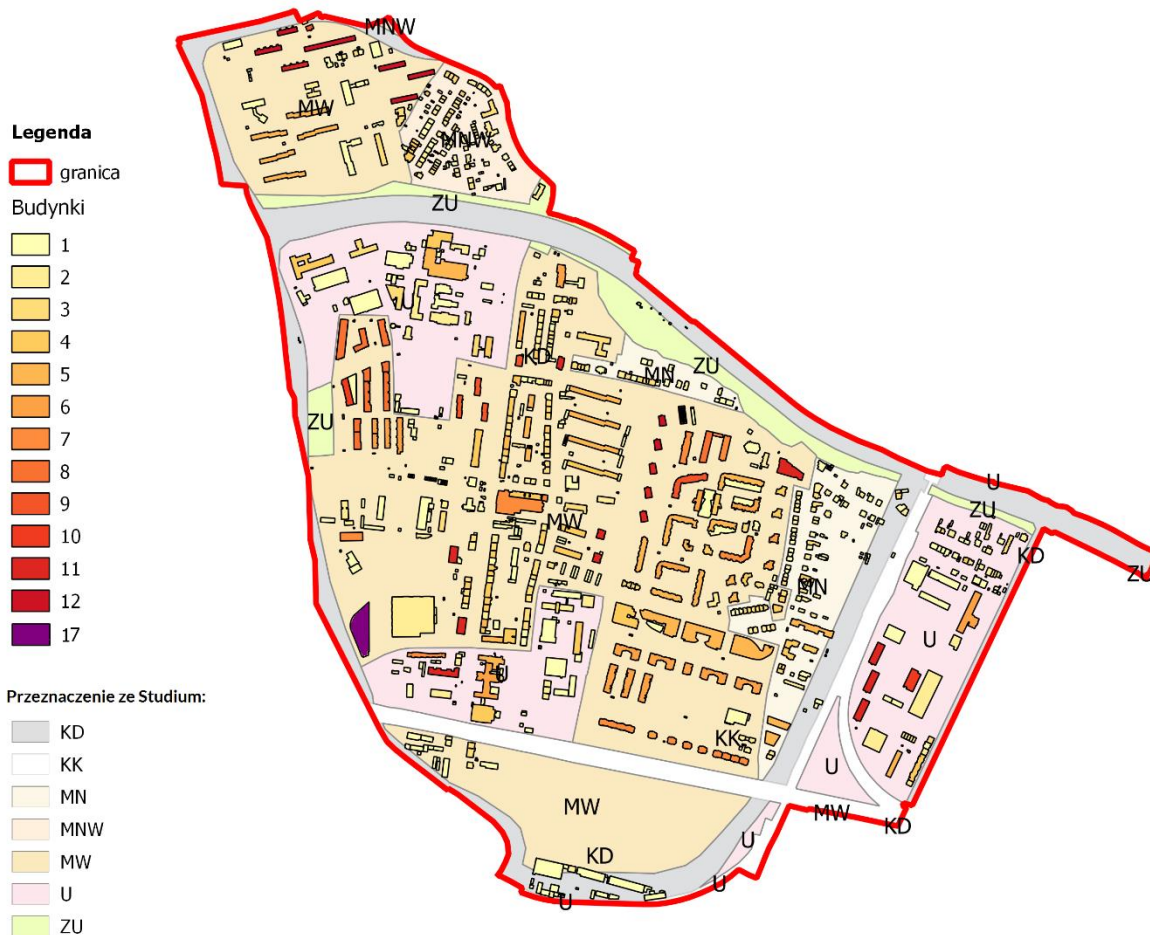 MNW
MW
MNW
Legenda
granica
Budynki
1
2
3
4
5
6
7
8
9
10
11
12
17
Przeznaczenie ze Studium:
KD
KK
MN
MNW
MW
U
ZU
ZU
U
KD
MN
ZU
ZU
MW
MN
U
KK
MW
KD
U
U
ZU
KD
ZU
U
U
MW
KD
U
U